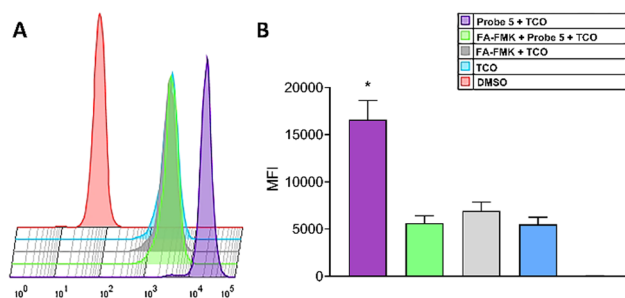 A
B
Probe 5 + TCO
FA-FMK + Probe 5 + TCO
FA-FMK + TCO
TCO
DMSO
*
MFI
20000
15000
10000
5000
0
10^0 10^1 10^2 10^3 10^4 10^5